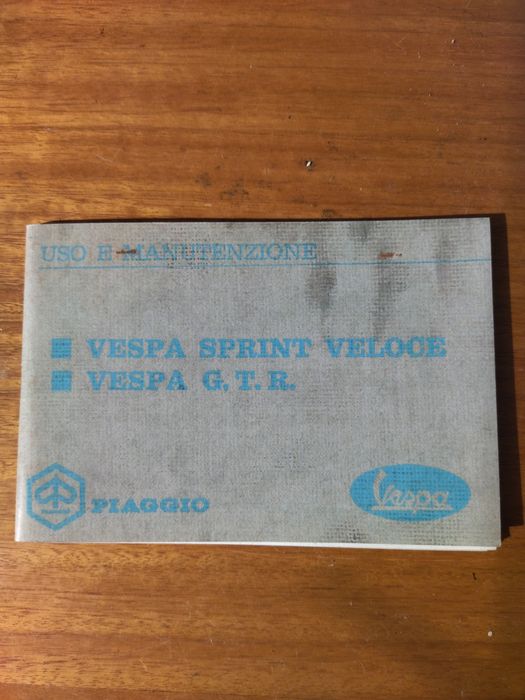 USO E MANUTENZIONE
VESPA SPRINT VELOCE
VESPA G.T.R.
PIAGGIO
Vespa